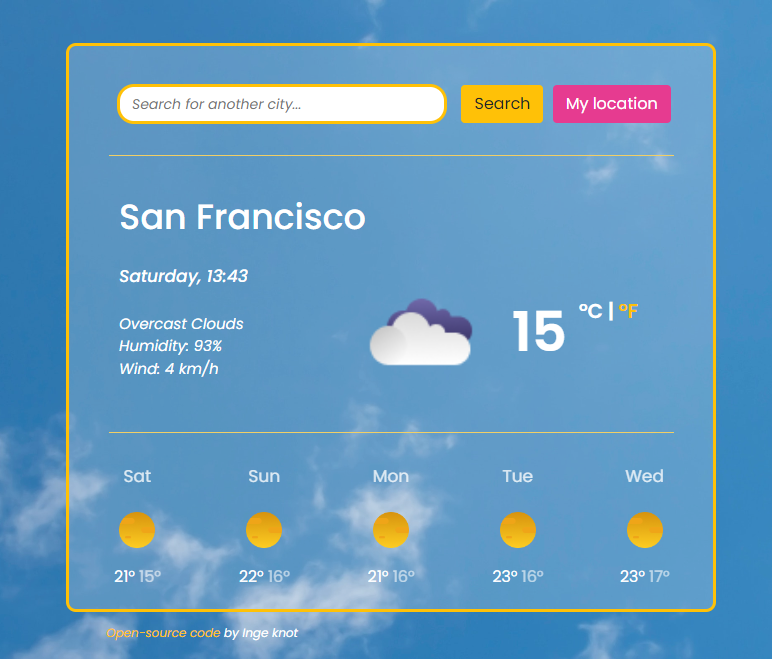 Search for another city...
Search
My location
San Francisco
Saturday, 13:43
Overcast Clouds
Humidity: 93%
Wind: 4 km/h
15 °C | °F
Sat Sun Mon Tue Wed
21° 15° 22° 16° 21° 16° 23° 16° 23° 17°
Open-source code by Inge knot